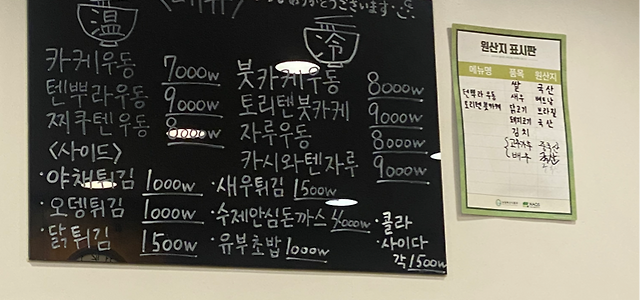 <메뉴>
ありがとうございます
温
冷
카케우동 7000w
텐뿌라우동 9000w
찌쿠텐우동 8000w
<사이드>
·야채튀김 1000w
·오뎅튀김 1000w
·닭튀김 1500w
붓카케우동 8000w
토리텐붓카케 9000w
자루우동 8000w
카시와텐자루 9000w
·새우튀김 1500w
·수제안심돈까스 4000w
·유부초밥 1000w
·콜라
·사이다
각 1500w
원산지 표시판
메뉴명 품목 원산지
쌀 국산
텐뿌라우동 새우 베트남
토리텐붓카케 닭고기 브라질
돼지고기 국산
김치
고추가루 중국산
배추